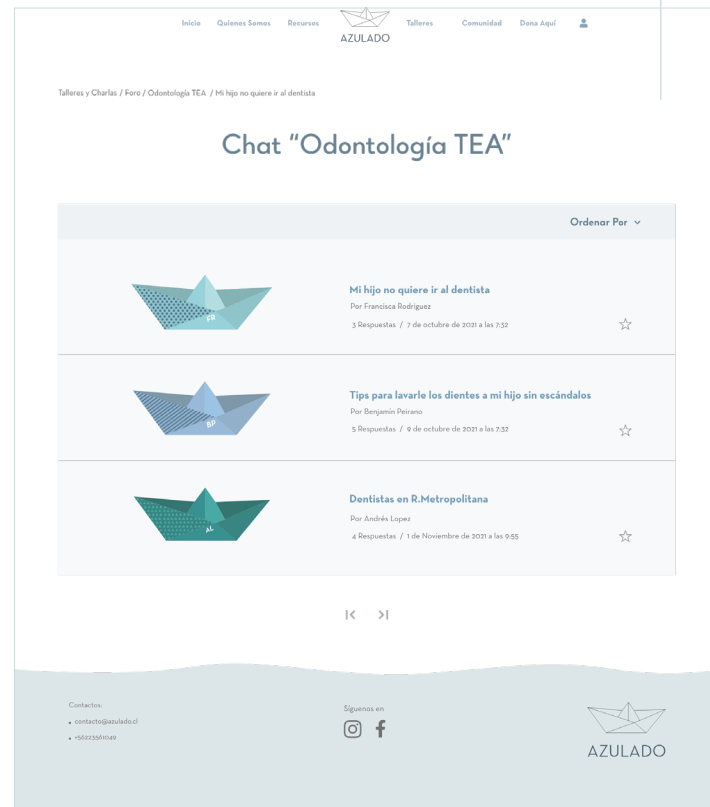 Inicio Quienes Somos Recursos AZULADO Talleres Comunidad Dona Aquí
Talleres y Charlas / Foro / Odontología TEA / Mi hijo no quiere ir al dentista
Chat "Odontología TEA"
Ordenar Por
FR
Mi hijo no quiere ir al dentista
Por Francisca Rodriguez
3 Respuestas / 7 de octubre de 2021 a las 7:32
BP
Tips para lavarle los dientes a mi hijo sin escándalos
Por Benjamín Peirano
5 Respuestas / 9 de octubre de 2021 a las 7:32
AL
Dentistas en R.Metropolitana
Por Andrés Lopez
4 Respuestas / 1 de Noviembre de 2021 a las 9:55
Contactos:
contacto@azulado.cl
+56223561049
Síguenos en
AZULADO